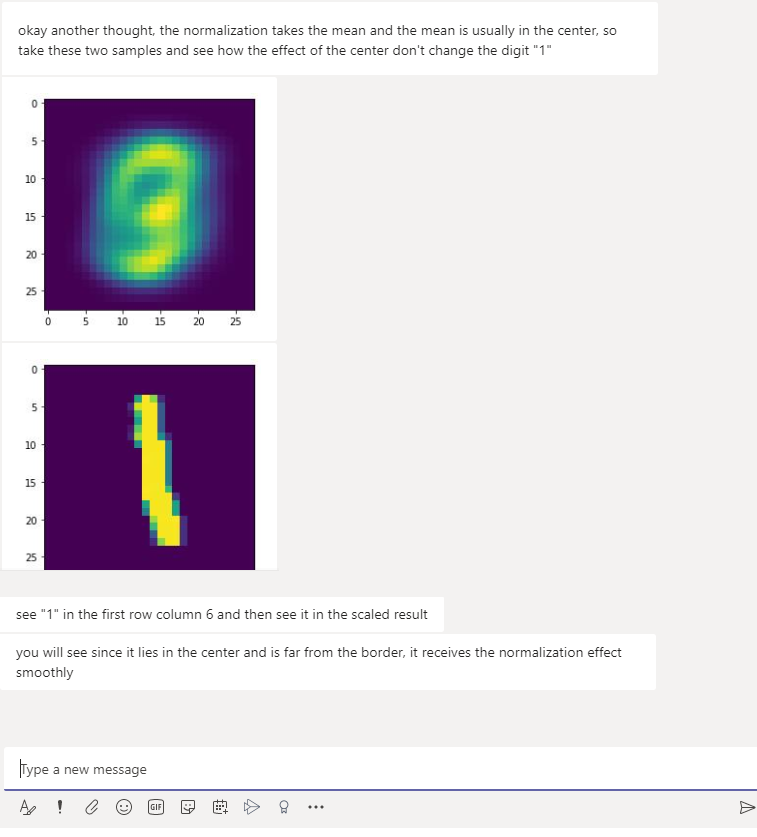 okay another thought, the normalization takes the mean and the mean is usually in the center, so
take these two samples and see how the effect of the center don't change the digit "1"
0
5
10
15
20
25
0 5 10 15 20 25
0
5
10
15
20
25
see "1" in the first row column 6 and then see it in the scaled result
you will see since it lies in the center and is far from the border, it receives the normalization effect
smoothly
Type a new message
GIF